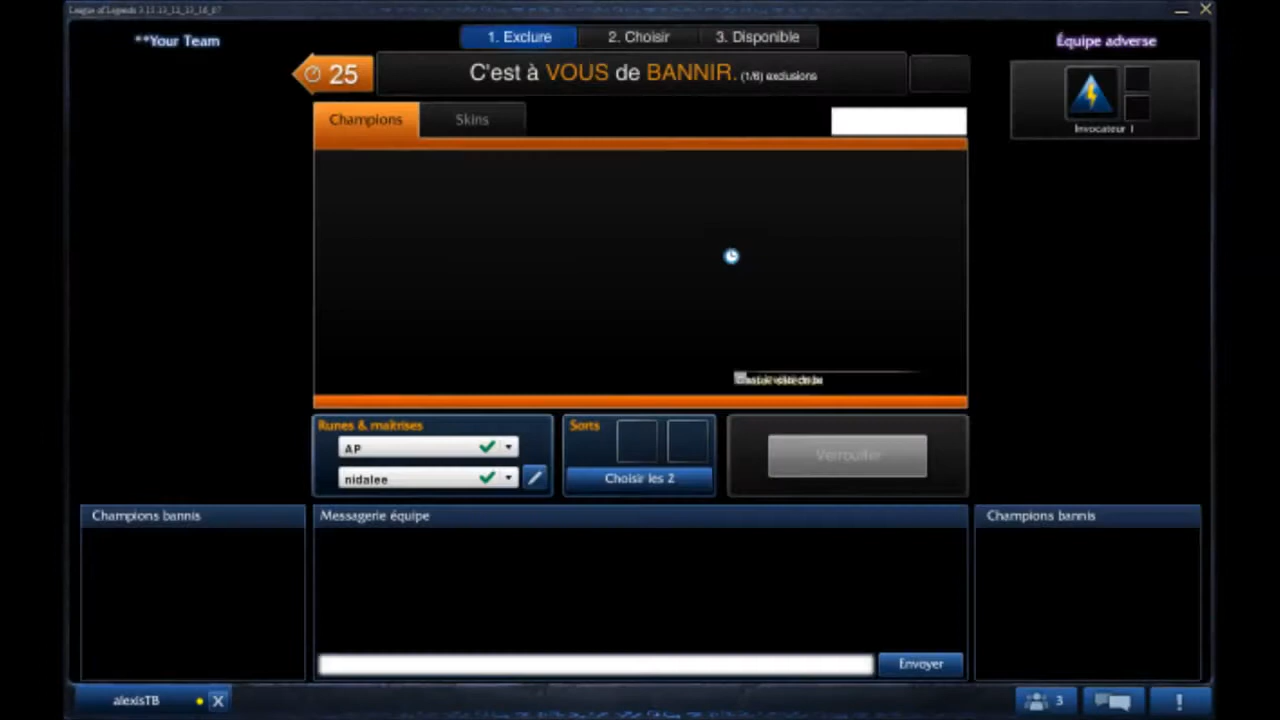 **Your Team
1. Exclure
2. Choisir
3. Disponible
Équipe adverse
25
C'est à VOUS de BANNIR. (1/6) exclusions
Invocateur 1
Champions
Skins
Runes & maîtrises
AP
nidalee
Sorts
Choisir les 2
Verrouiller
Champions bannis
Messagerie équipe
Champions bannis
Envoyer
alexisTB
X
3
!